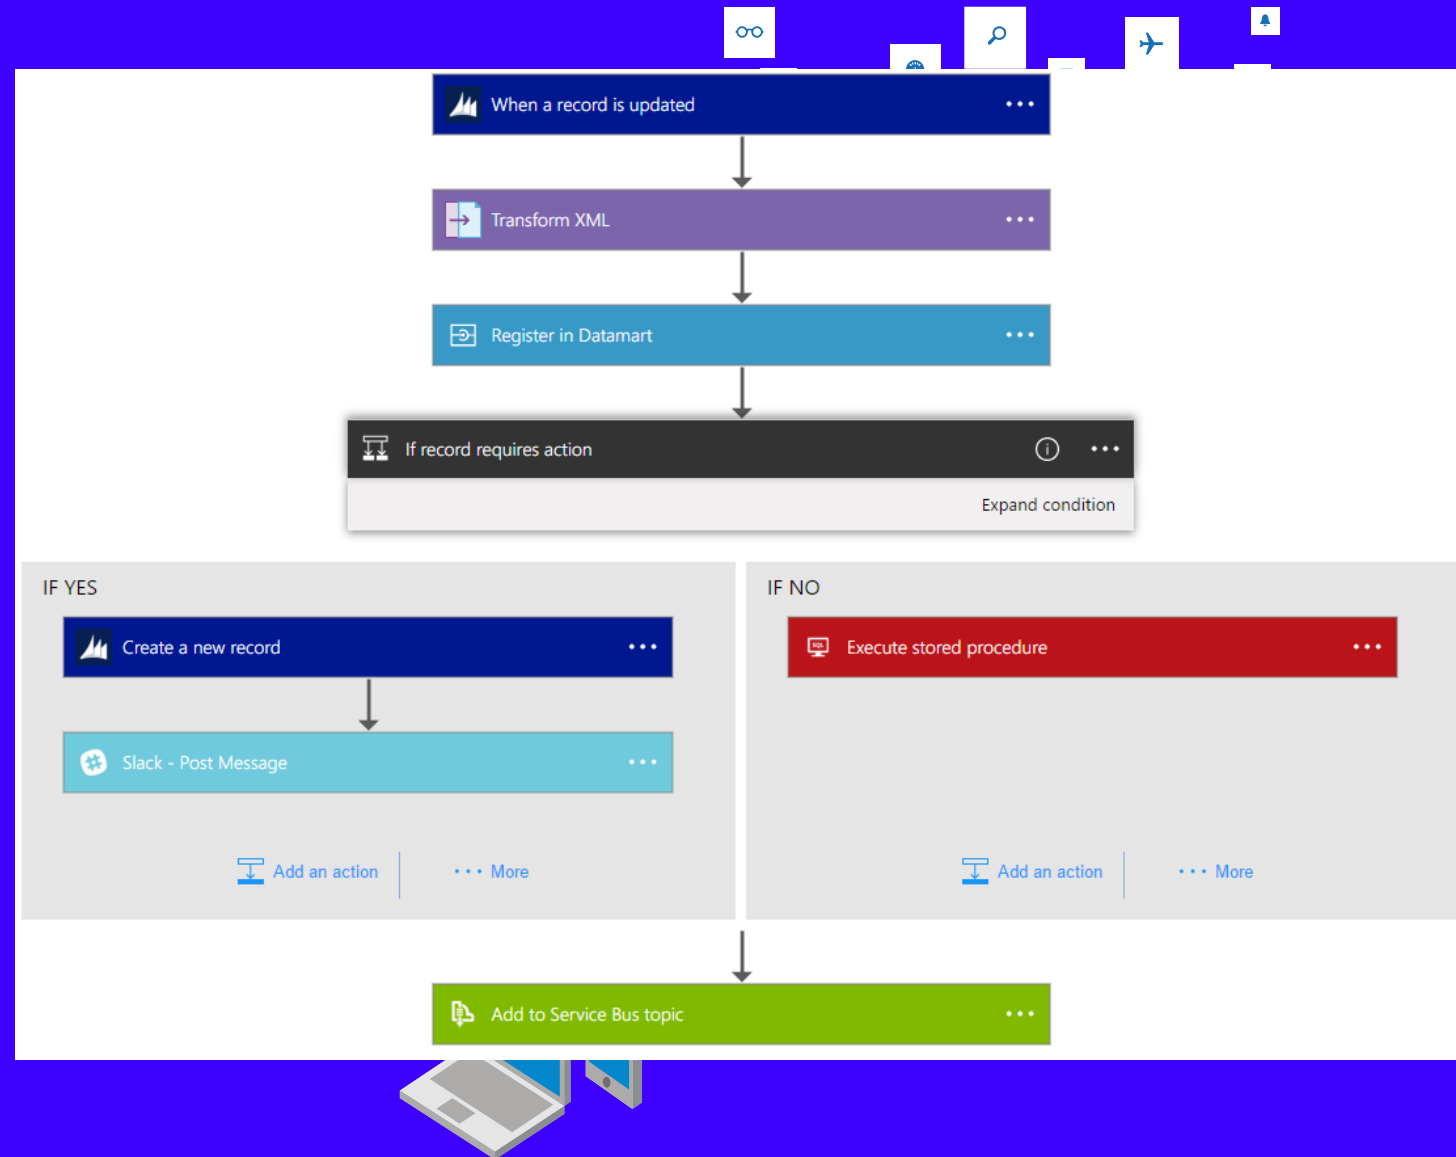 When a record is updated
Transform XML
Register in Datamart
If record requires action
Expand condition
IF YES
Create a new record
Slack - Post Message
Add an action
More
IF NO
SQL
Execute stored procedure
Add an action
More
Add to Service Bus topic